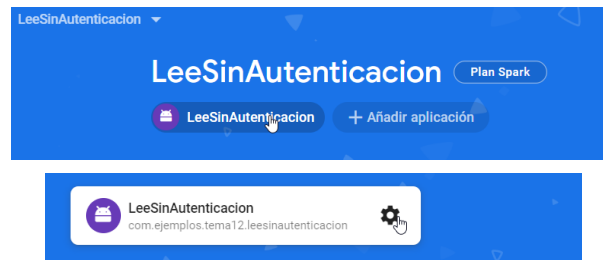 LeeSinAutenticacion
LeeSinAutenticacion Plan Spark
LeeSinAutenticacion + Añadir aplicación
LeeSinAutenticacion
com.ejemplos.tema12.leesinautenticacion